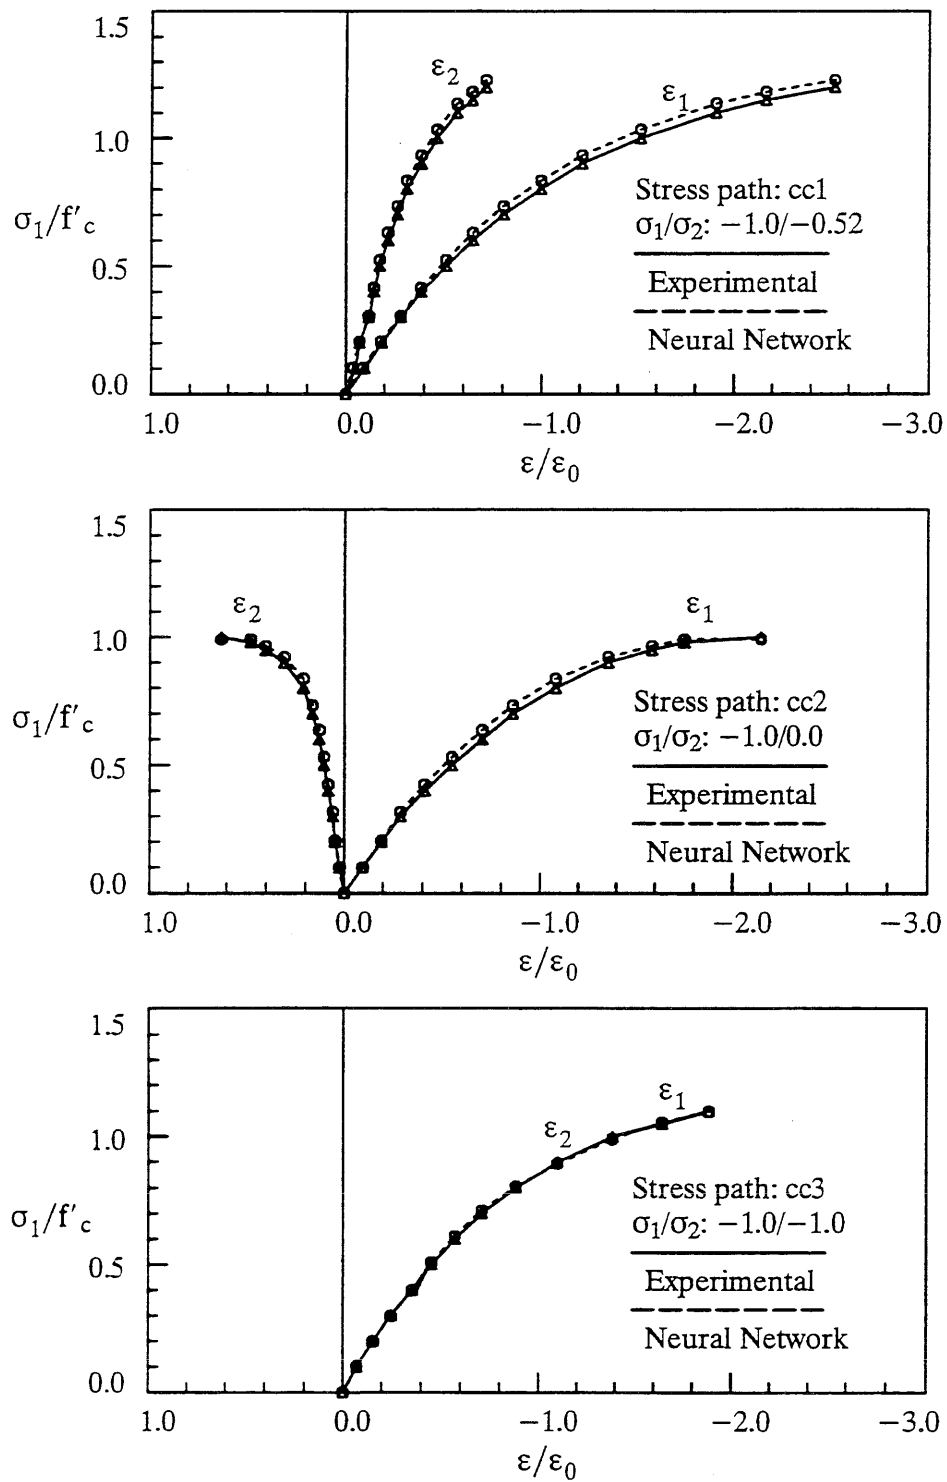 1.5
ε2
ε1
1.0
Stress path: cc1
σ1/f′c
σ1/σ2: −1.0/−0.52
0.5
Experimental
Neural Network
0.0
1.0 0.0 −1.0 −2.0 −3.0
ε/ε0
1.5
ε2
ε1
1.0
Stress path: cc2
σ1/f′c
σ1/σ2: −1.0/0.0
0.5
Experimental
Neural Network
0.0
1.0 0.0 −1.0 −2.0 −3.0
ε/ε0
1.5
ε1
ε2
1.0
Stress path: cc3
σ1/f′c
σ1/σ2: −1.0/−1.0
0.5
Experimental
Neural Network
0.0
1.0 0.0 −1.0 −2.0 −3.0
ε/ε0